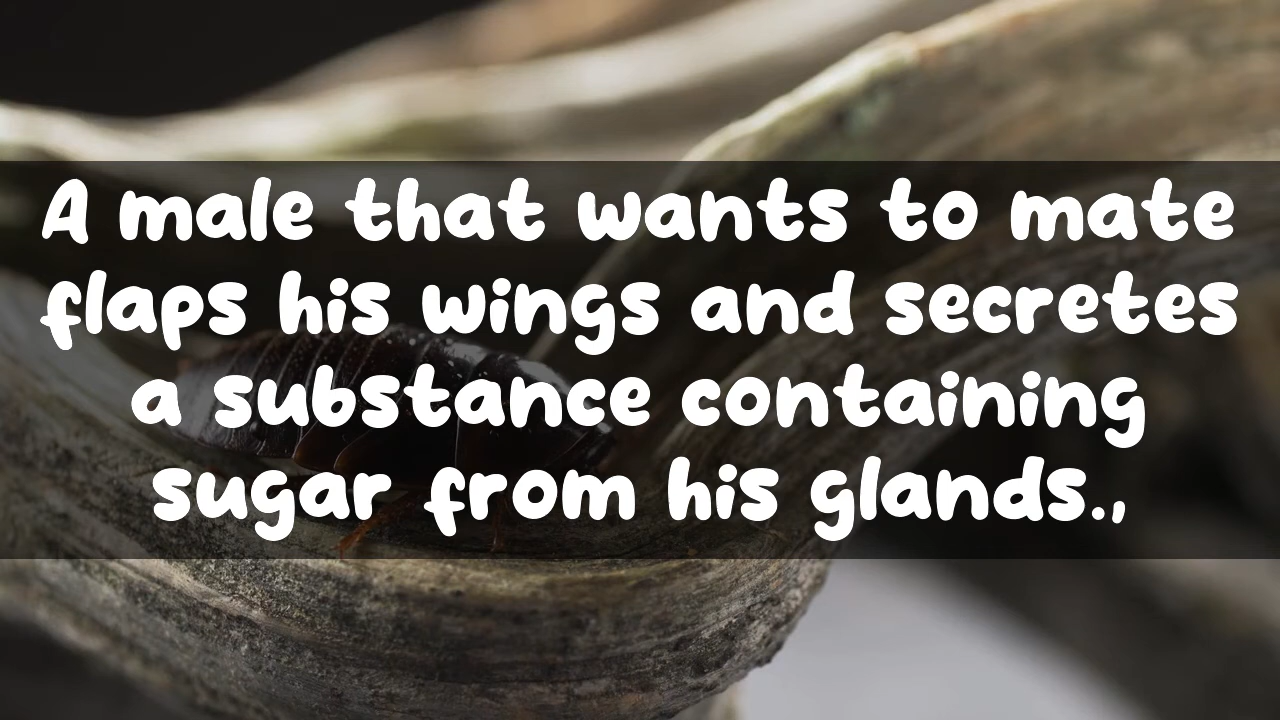 A male that wants to mate
flaps his wings and secretes
a substance containing
sugar from his glands.,